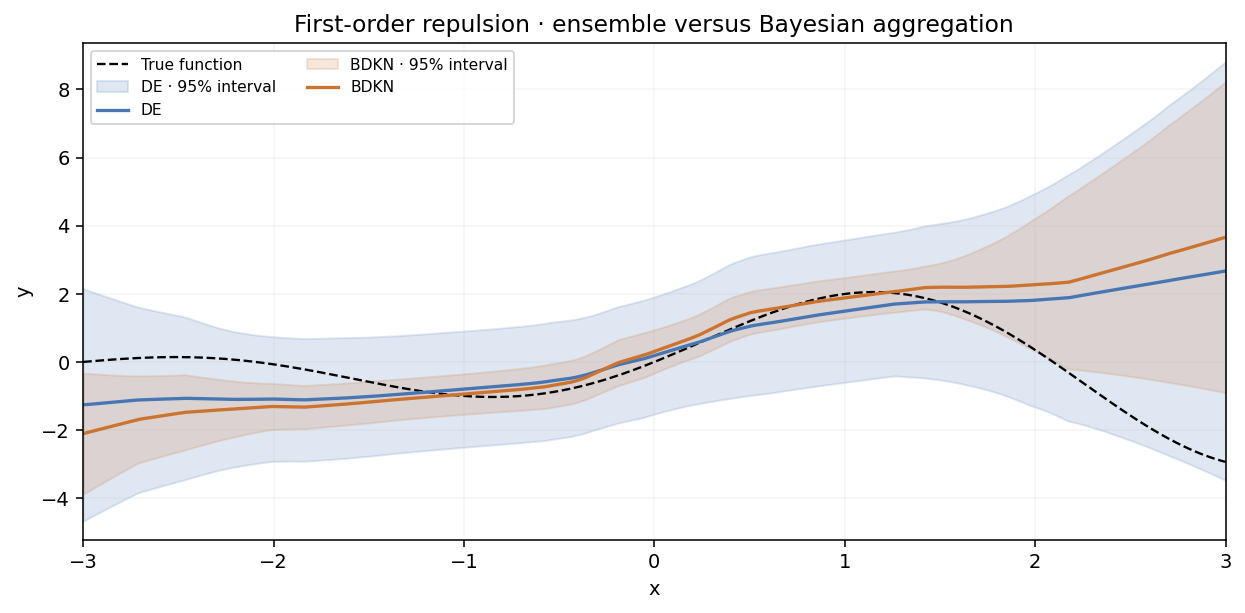 First-order repulsion · ensemble versus Bayesian aggregation
True function
DE · 95% interval
DE
BDKN · 95% interval
BDKN
y
8
6
4
2
0
−2
−4
−3
−2
−1
0
1
2
3
x